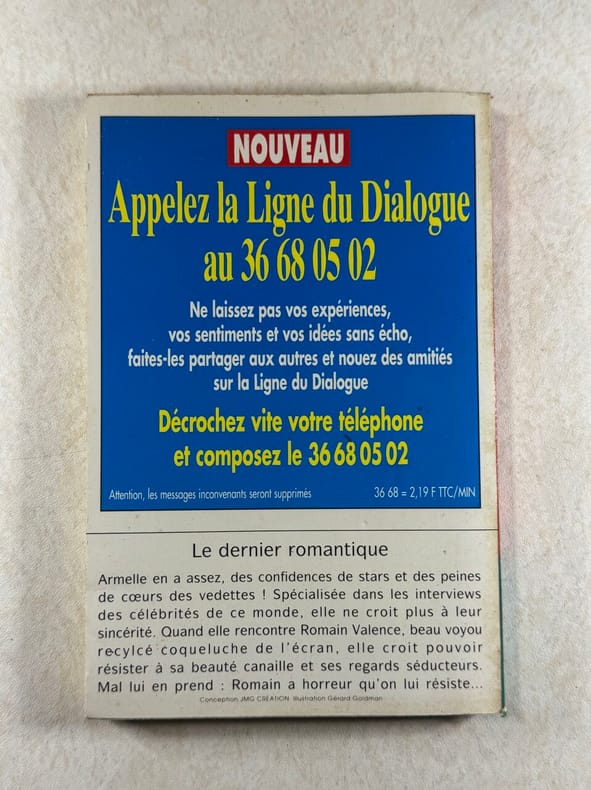 NOUVEAU
Appelez la Ligne du Dialogue
au 36 68 05 02
Ne laissez pas vos expériences,
vos sentiments et vos idées sans écho,
faites-les partager aux autres et nouez des amitiés
sur la Ligne du Dialogue
Décrochez vite votre téléphone
et composez le 36 68 05 02
Attention, les messages inconvenants seront supprimés 36 68 = 2,19 F TTC/MIN
Le dernier romantique
Armelle en a assez, des confidences de stars et des peines
de cœurs des vedettes ! Spécialisée dans les interviews
des célébrités de ce monde, elle ne croit plus à leur
sincérité. Quand elle rencontre Romain Valence, beau voyou
recylcé coqueluche de l'écran, elle croit pouvoir
résister à sa beauté canaille et ses regards séducteurs.
Mal lui en prend : Romain a horreur qu'on lui résiste...
Conception JMG CREATION Illustration Gérard Goldman